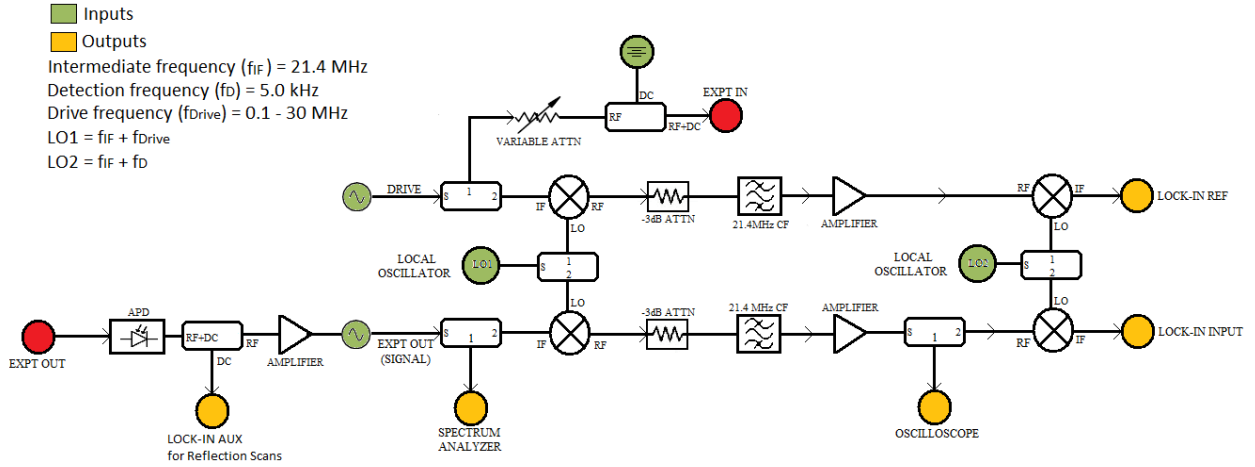 Inputs
Outputs
Intermediate frequency (fIF) = 21.4 MHz
Detection frequency (fD) = 5.0 kHz
Drive frequency (fDrive) = 0.1 - 30 MHz
LO1 = fIF + fDrive
LO2 = fIF + fD
DC
EXPT IN
RF
RF+DC
VARIABLE ATTN
DRIVE
S
1
2
IF
RF
LO
-3dB ATTN
21.4MHz CF
AMPLIFIER
RF
IF
LO
LOCK-IN REF
LOCAL
OSCILLATOR
LO1
S
1
2
LOCAL
OSCILLATOR
LO2
S
1
2
EXPT OUT
APD
RF+DC
RF
DC
AMPLIFIER
EXPT OUT
(SIGNAL)
S
1
2
LO
IF
RF
-3dB ATTN
21.4 MHz CF
AMPLIFIER
S
1
2
LO
RF
IF
LOCK-IN INPUT
LOCK-IN AUX
for Reflection Scans
SPECTRUM
ANALYZER
OSCILLOSCOPE